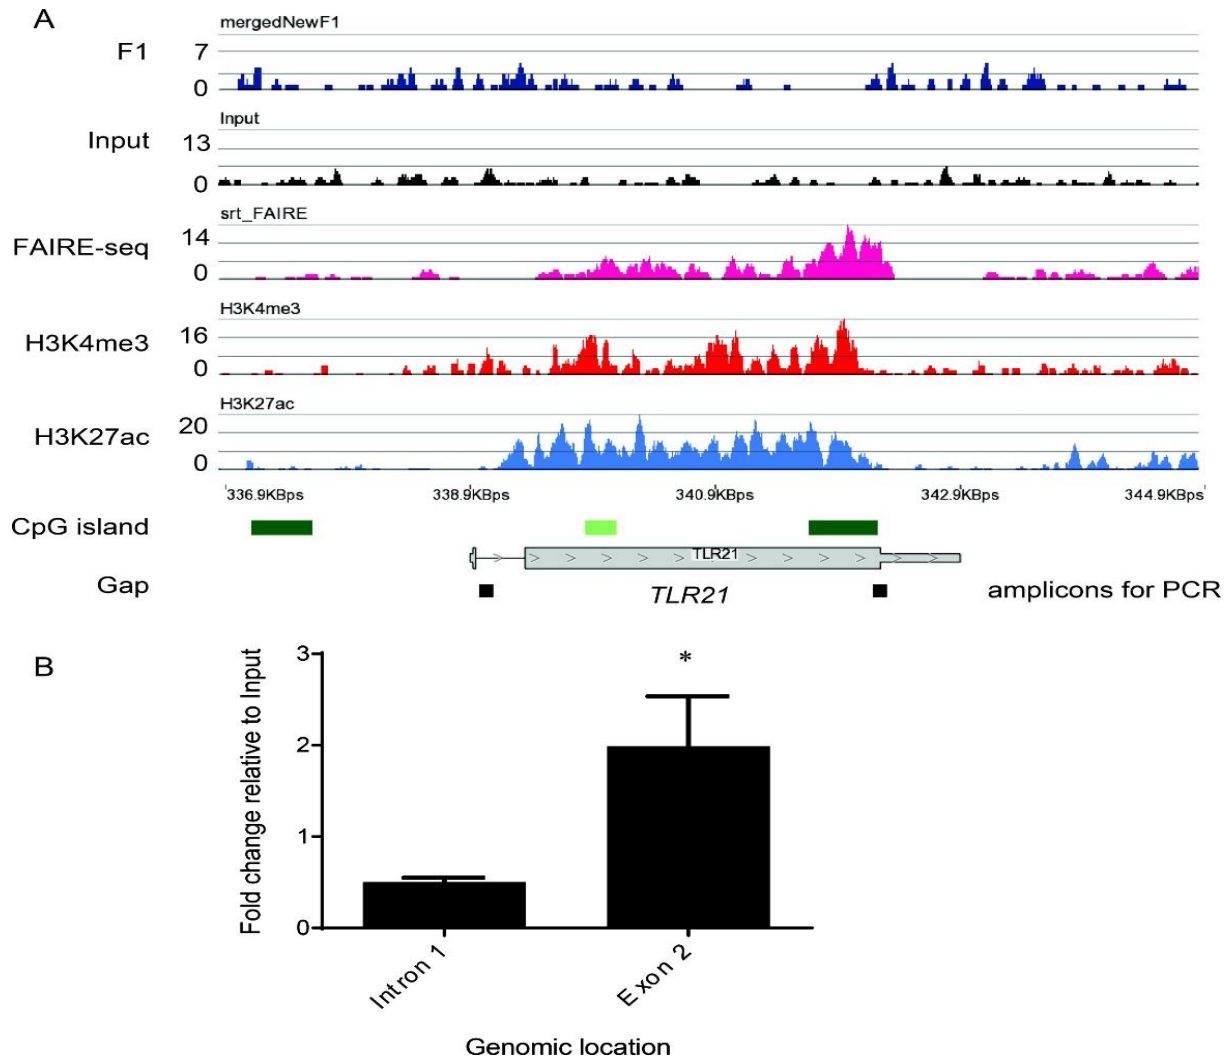 A
mergedNewF1
F1
7
0
Input
Input
13
0
srt_FAIRE
FAIRE-seq
14
0
H3K4me3
H3K4me3
16
0
H3K27ac
H3K27ac
20
0
336.9KBps 338.9KBps 340.9KBps 342.9KBps 344.9KBps
CpG island
TLR21
Gap
TLR21
amplicons for PCR
B
Fold change relative to Input
3
2
1
0
*
Intron 1
Exon 2
Genomic location